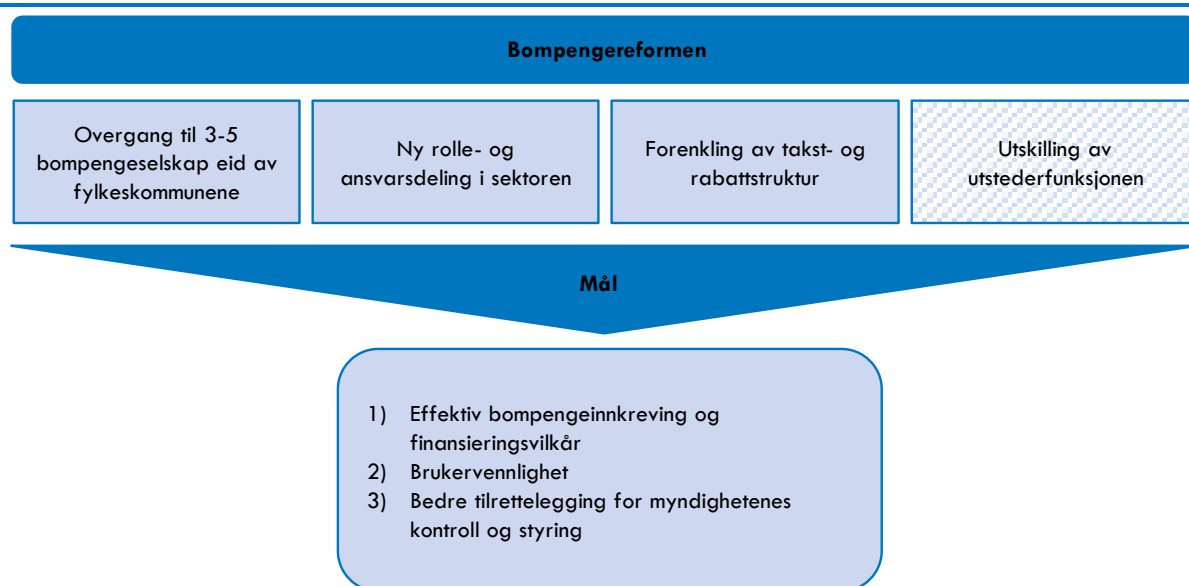 Bompengereformen
Overgang til 3-5
bompengeselskap eid av
fylkeskommunene
Ny rolle- og
ansvarsdeling i sektoren
Forenkling av takst- og
rabattstruktur
Utskilling av
utstederfunksjonen
Mål
1) Effektiv bompengeinnkreving og
finansieringsvilkår
2) Brukervennlighet
3) Bedre tilrettelegging for myndighetenes
kontroll og styring